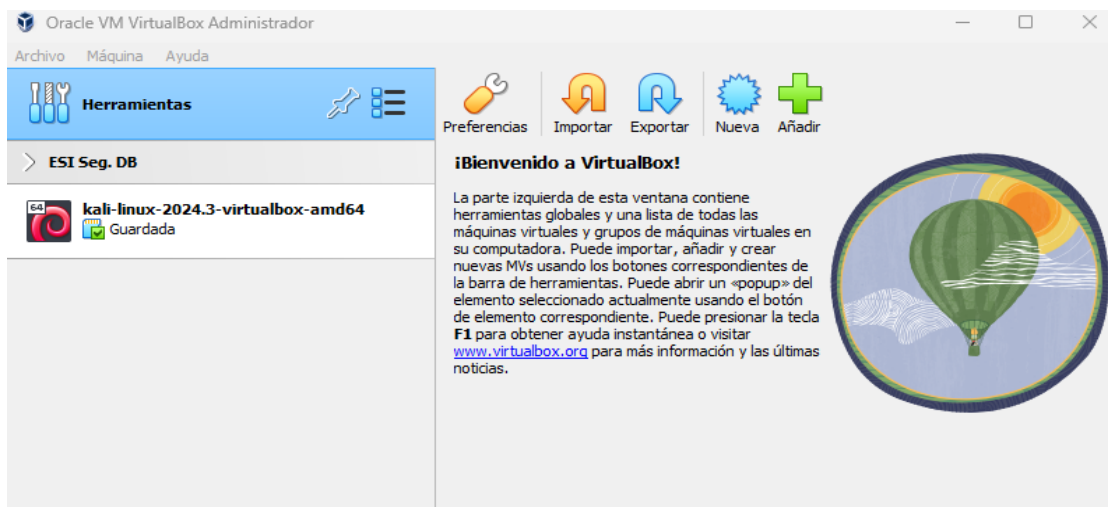 Oracle VM VirtualBox Administrador
Archivo Máquina Ayuda
Herramientas
ESI Seg. DB
64
kali-linux-2024.3-virtualbox-amd64
Guardada
Preferencias Importar Exportar Nueva Añadir
¡Bienvenido a VirtualBox!
La parte izquierda de esta ventana contiene
herramientas globales y una lista de todas las
máquinas virtuales y grupos de máquinas virtuales en
su computadora. Puede importar, añadir y crear
nuevas MVs usando los botones correspondientes de
la barra de herramientas. Puede abrir un «popup» del
elemento seleccionado actualmente usando el botón
de elemento correspondiente. Puede presionar la tecla
F1 para obtener ayuda instantánea o visitar
www.virtualbox.org para más información y las últimas
noticias.